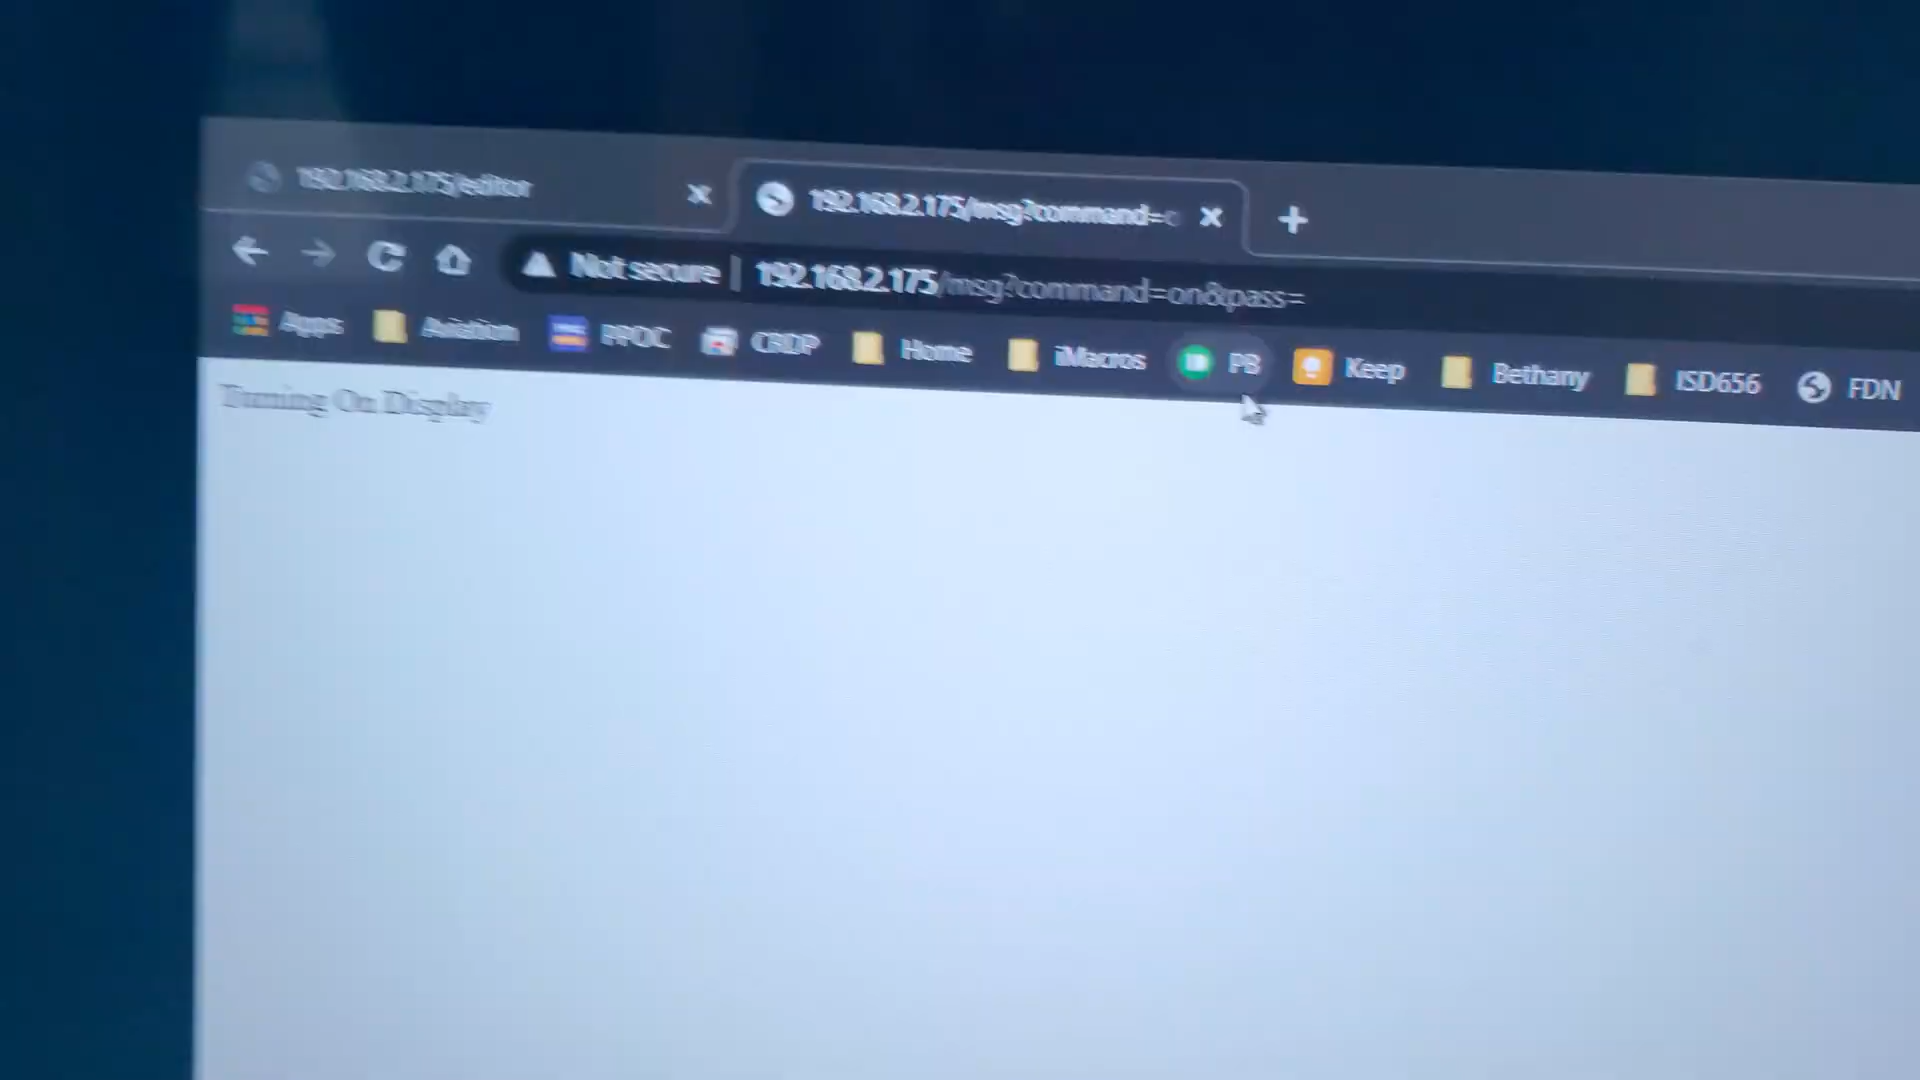 192.168.2.175/editor
192.168.2.175/msg?command=
Not secure | 192.168.2.175/msg?command=on&pass=
Apps Aviation Home iMacros PB Keep Bethany ISD656 FDN
Turning On Display